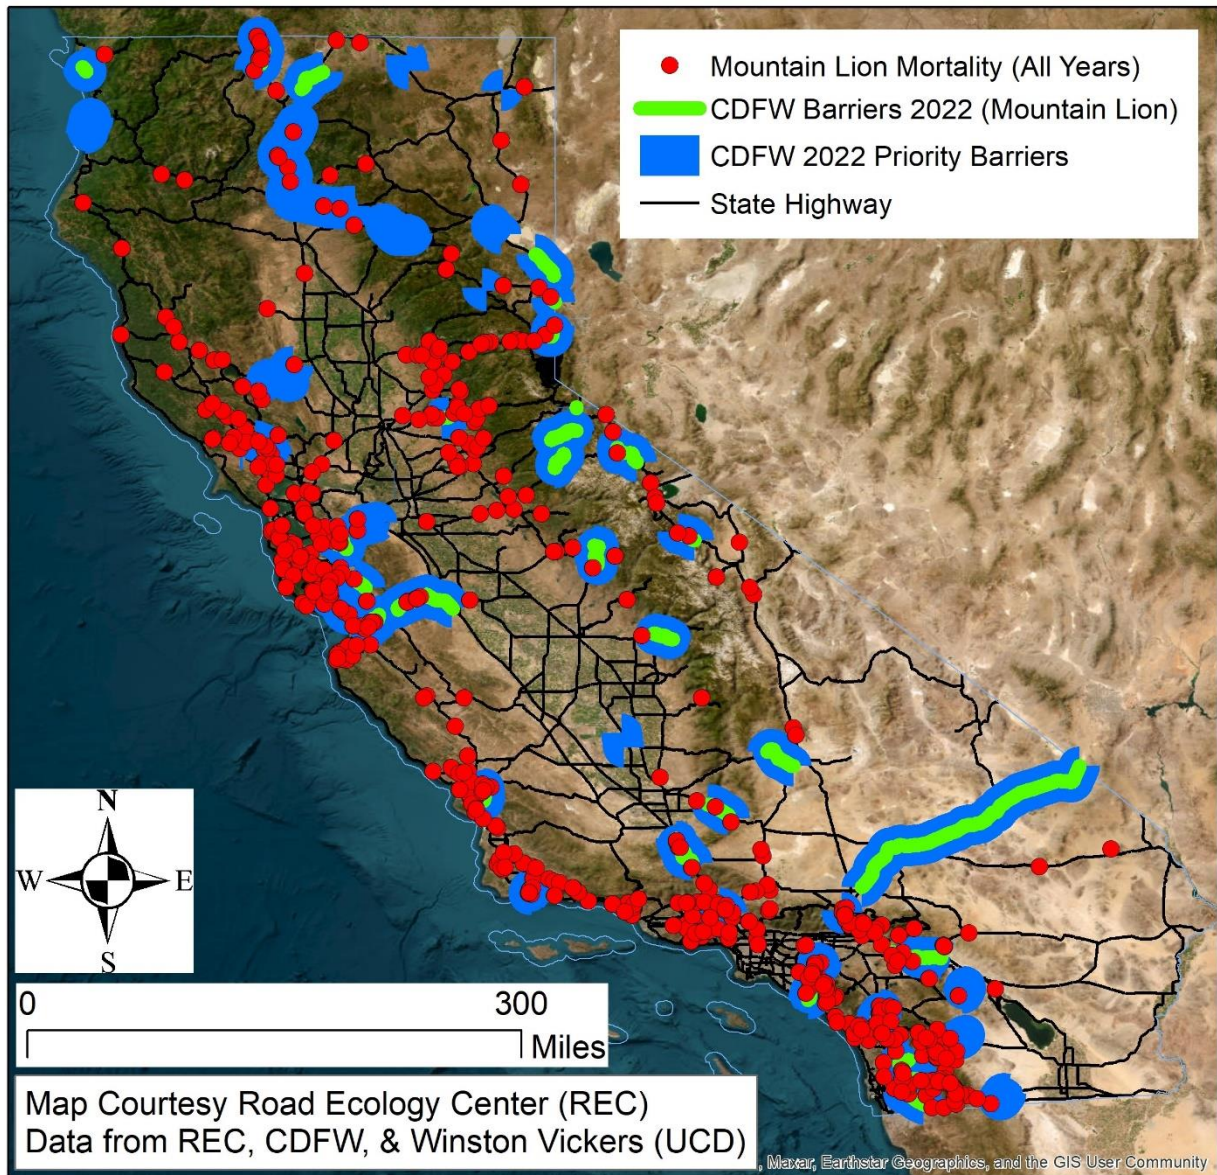 Mountain Lion Mortality (All Years)
CDFW Barriers 2022 (Mountain Lion)
CDFW 2022 Priority Barriers
State Highway
N
W E
S
0 300
Miles
Map Courtesy Road Ecology Center (REC)
Data from REC, CDFW, & Winston Vickers (UCD)
, Maxar, Earthstar Geographics, and the GIS User Community